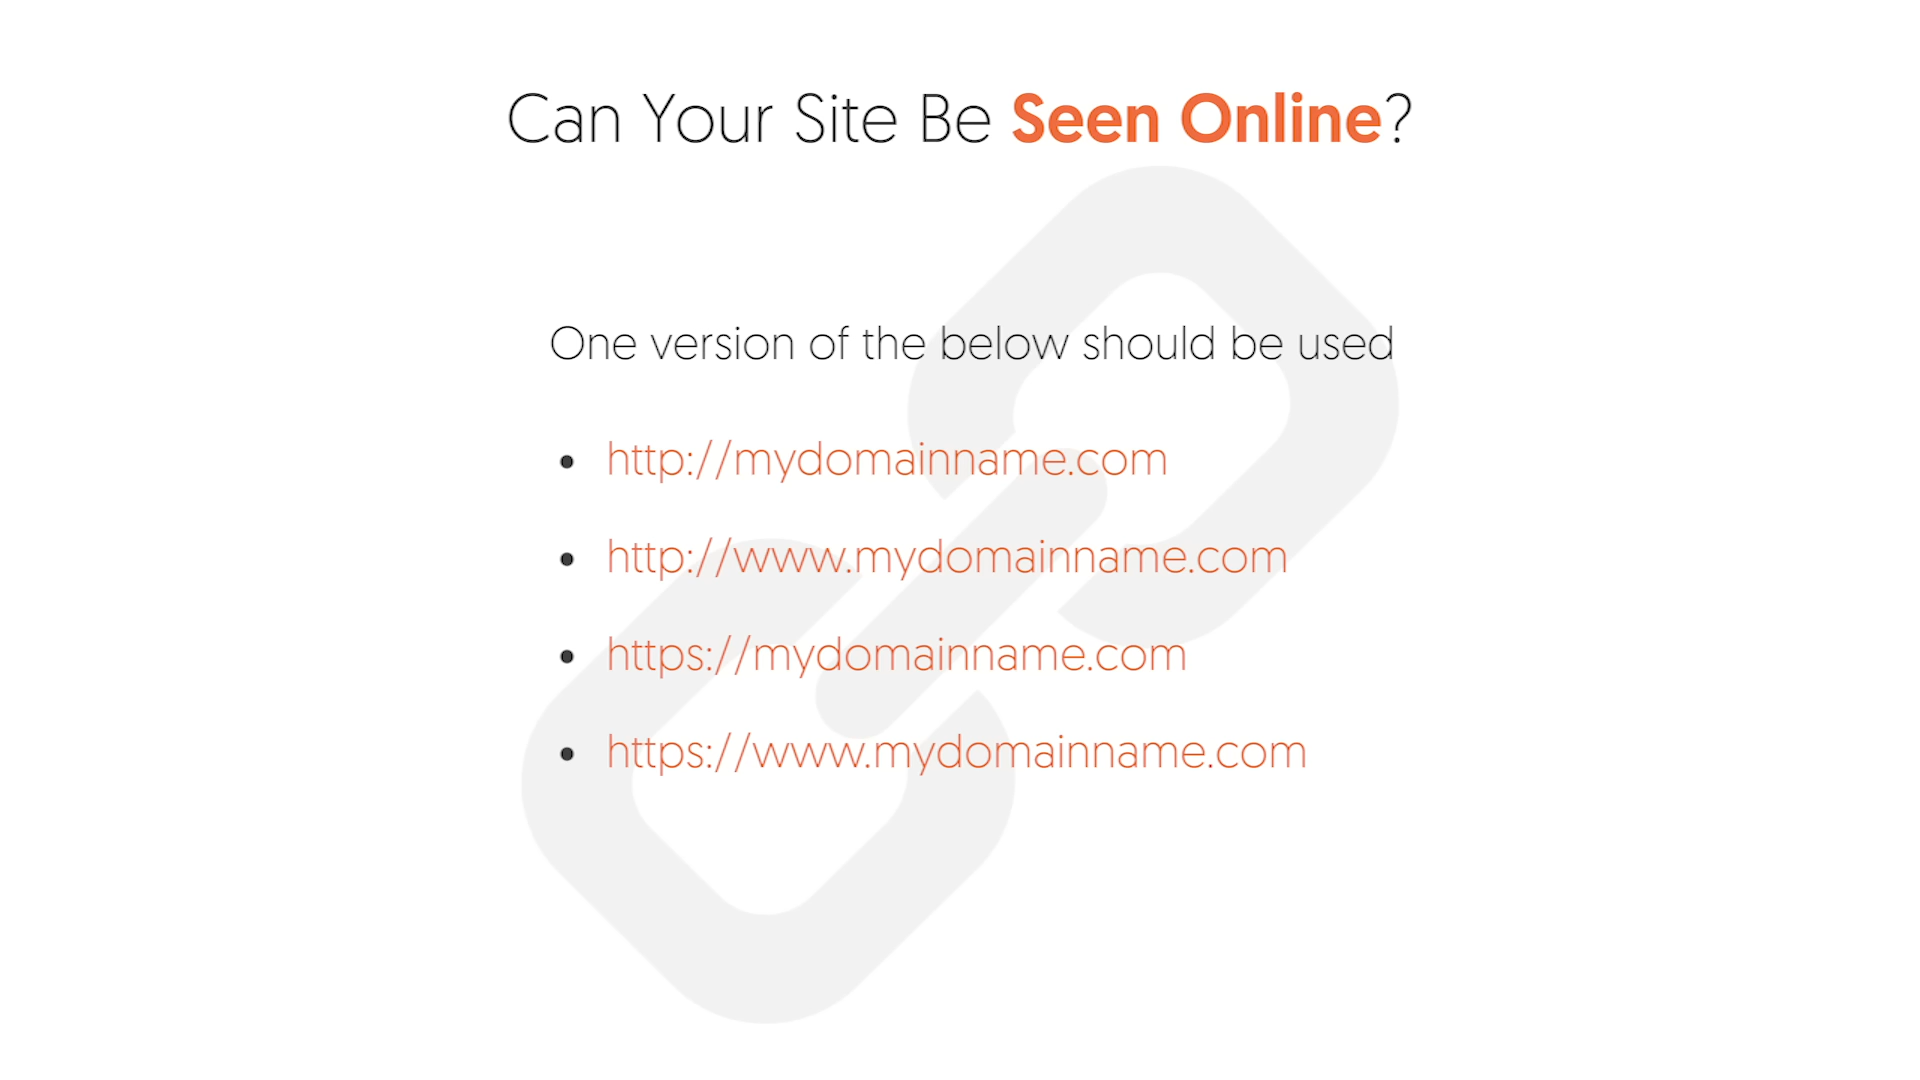 Can Your Site Be Seen Online?
One version of the below should be used
• http://mydomainname.com
• http://www.mydomainname.com
• https://mydomainname.com
• https://www.mydomainname.com